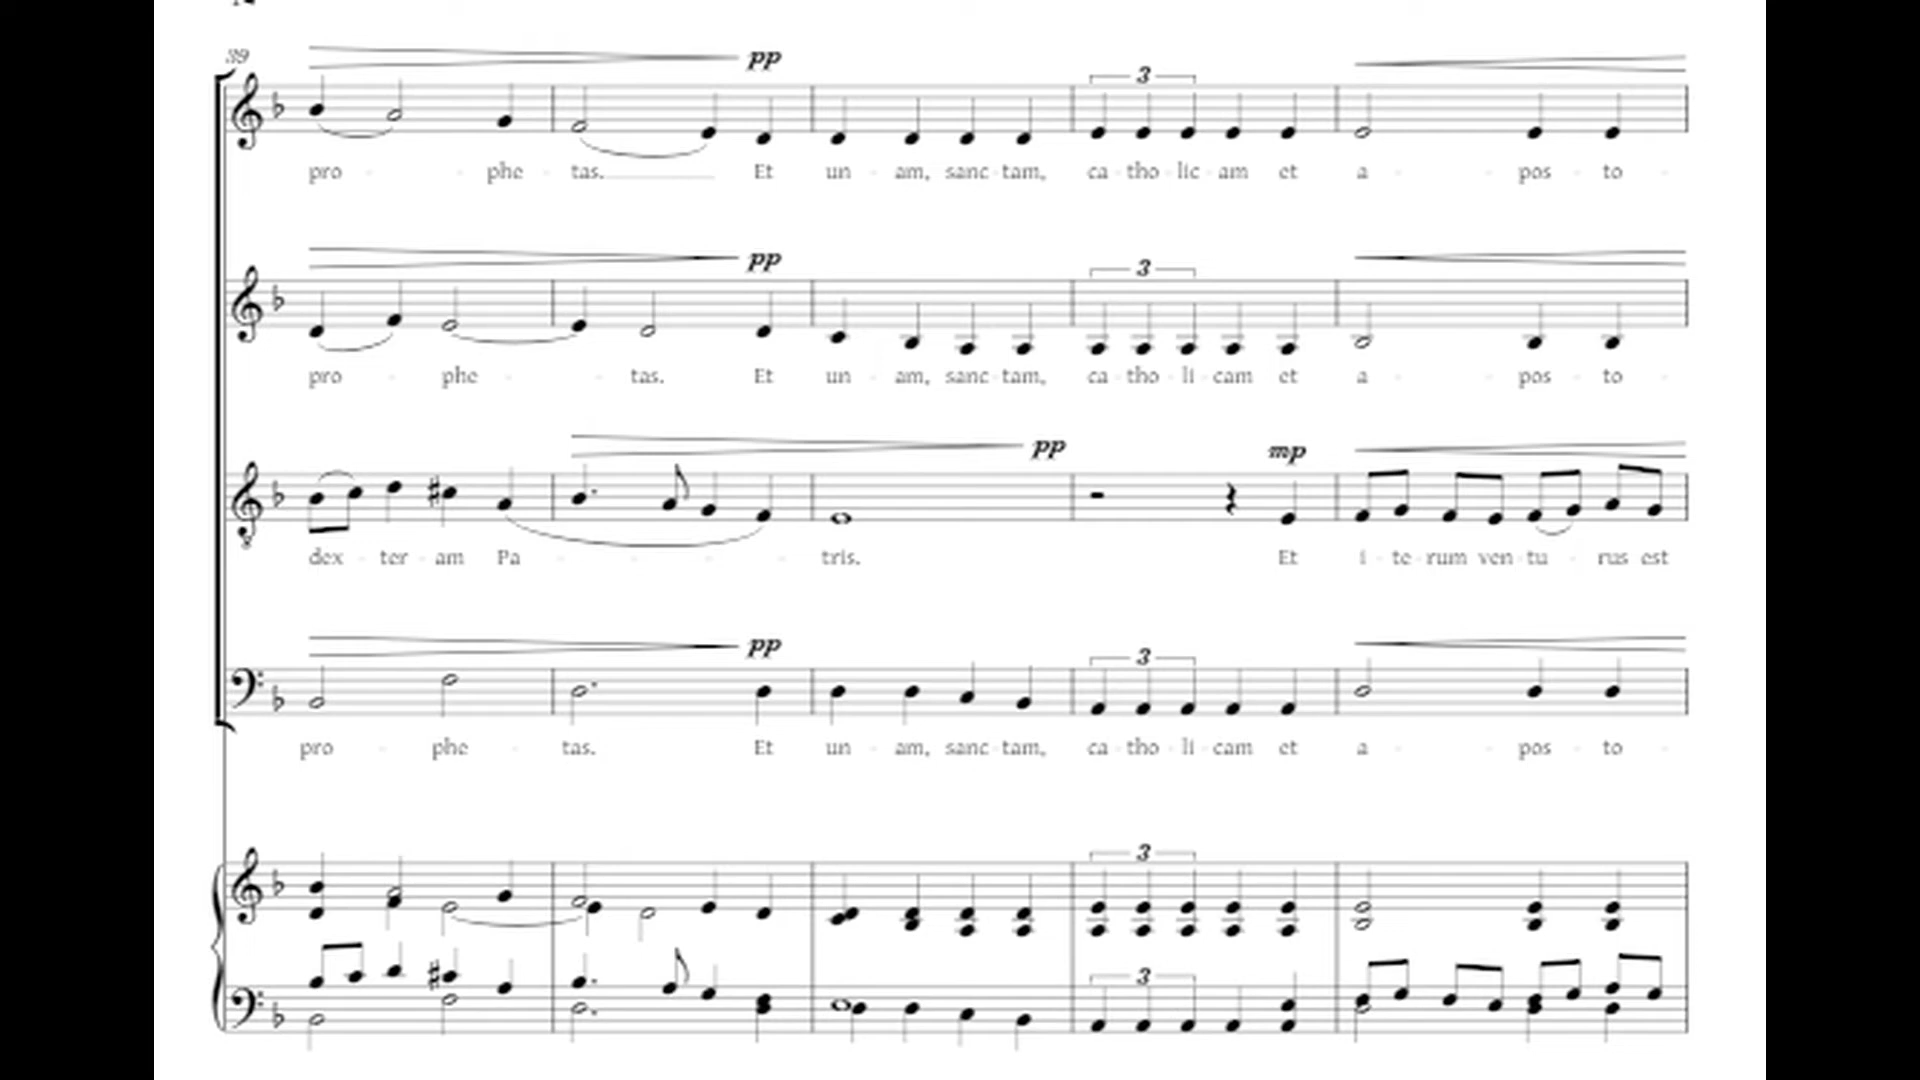 39
pp
3
pro - - phe - tas. Et un - am, sanc - tam, ca - tho - lic - am et a - - pos - to -
pp
3
pro - phe - - tas. Et un - am, sanc - tam, ca - tho - li - cam et a - - pos - to -
pp mp
dex - ter - am Pa - - - - tris. Et i - te - rum ven - tu - rus est
pp
3
pro - phe - tas. Et un - am, sanc - tam, ca - tho - li - cam et a - - pos - to -
3
3